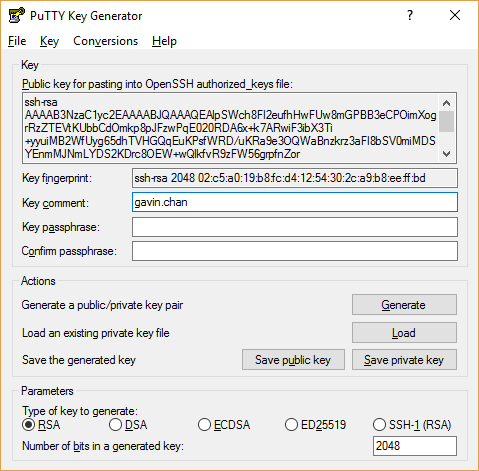 PuTTY Key Generator
?
File Key Conversions Help
Key
Public key for pasting into OpenSSH authorized_keys file:
ssh-rsa
AAAAB3NzaC1yc2EAAAABJQAAAQEAlpSWch8Fl2eufhHwFUw8mGPBB3eCPOimXog
rRzZTEVtKUbbCdOmkp8pJFzwPqE020RDA&x+k7ARwiF3ibX3Ti
+yyuiMB2WfUyg65dhTVHGQqEuKPsfWRD/uKRa9e3OQWaBnzkrz3aFl8bSV0miMDS
YEnmMJNmLYDS2KDrc8OEW+wQlkfvR9zFW56grpfnZor
Key fingerprint: ssh-rsa 2048 02:c5:a0:19:b8:fc:d4:12:54:30:2c:a9:b8:ee:ff:bd
Key comment: gavin.chan
Key passphrase:
Confirm passphrase:
Actions
Generate a public/private key pair Generate
Load an existing private key file Load
Save the generated key Save public key Save private key
Parameters
Type of key to generate:
RSA DSA ECDSA ED25519 SSH-1 (RSA)
Number of bits in a generated key: 2048